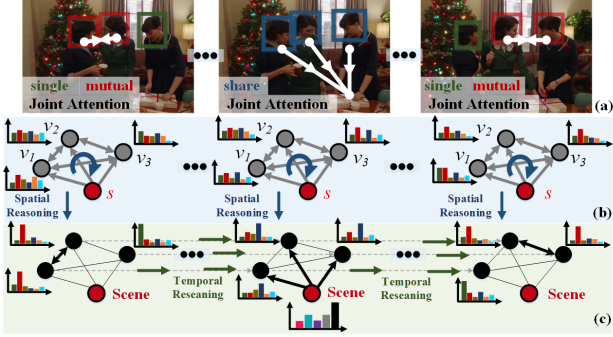 single mutual
Joint Attention
share
Joint Attention
single mutual
Joint Attention
(a)
v2
v1
v3
s
Spatial
Reasoning
v2
v1
v3
s
Spatial
Reasoning
v2
v1
v3
s
Spatial
Reasoning
(b)
Scene
Temporal
Reseaning
Scene
Temporal
Reseaning
Scene
(c)